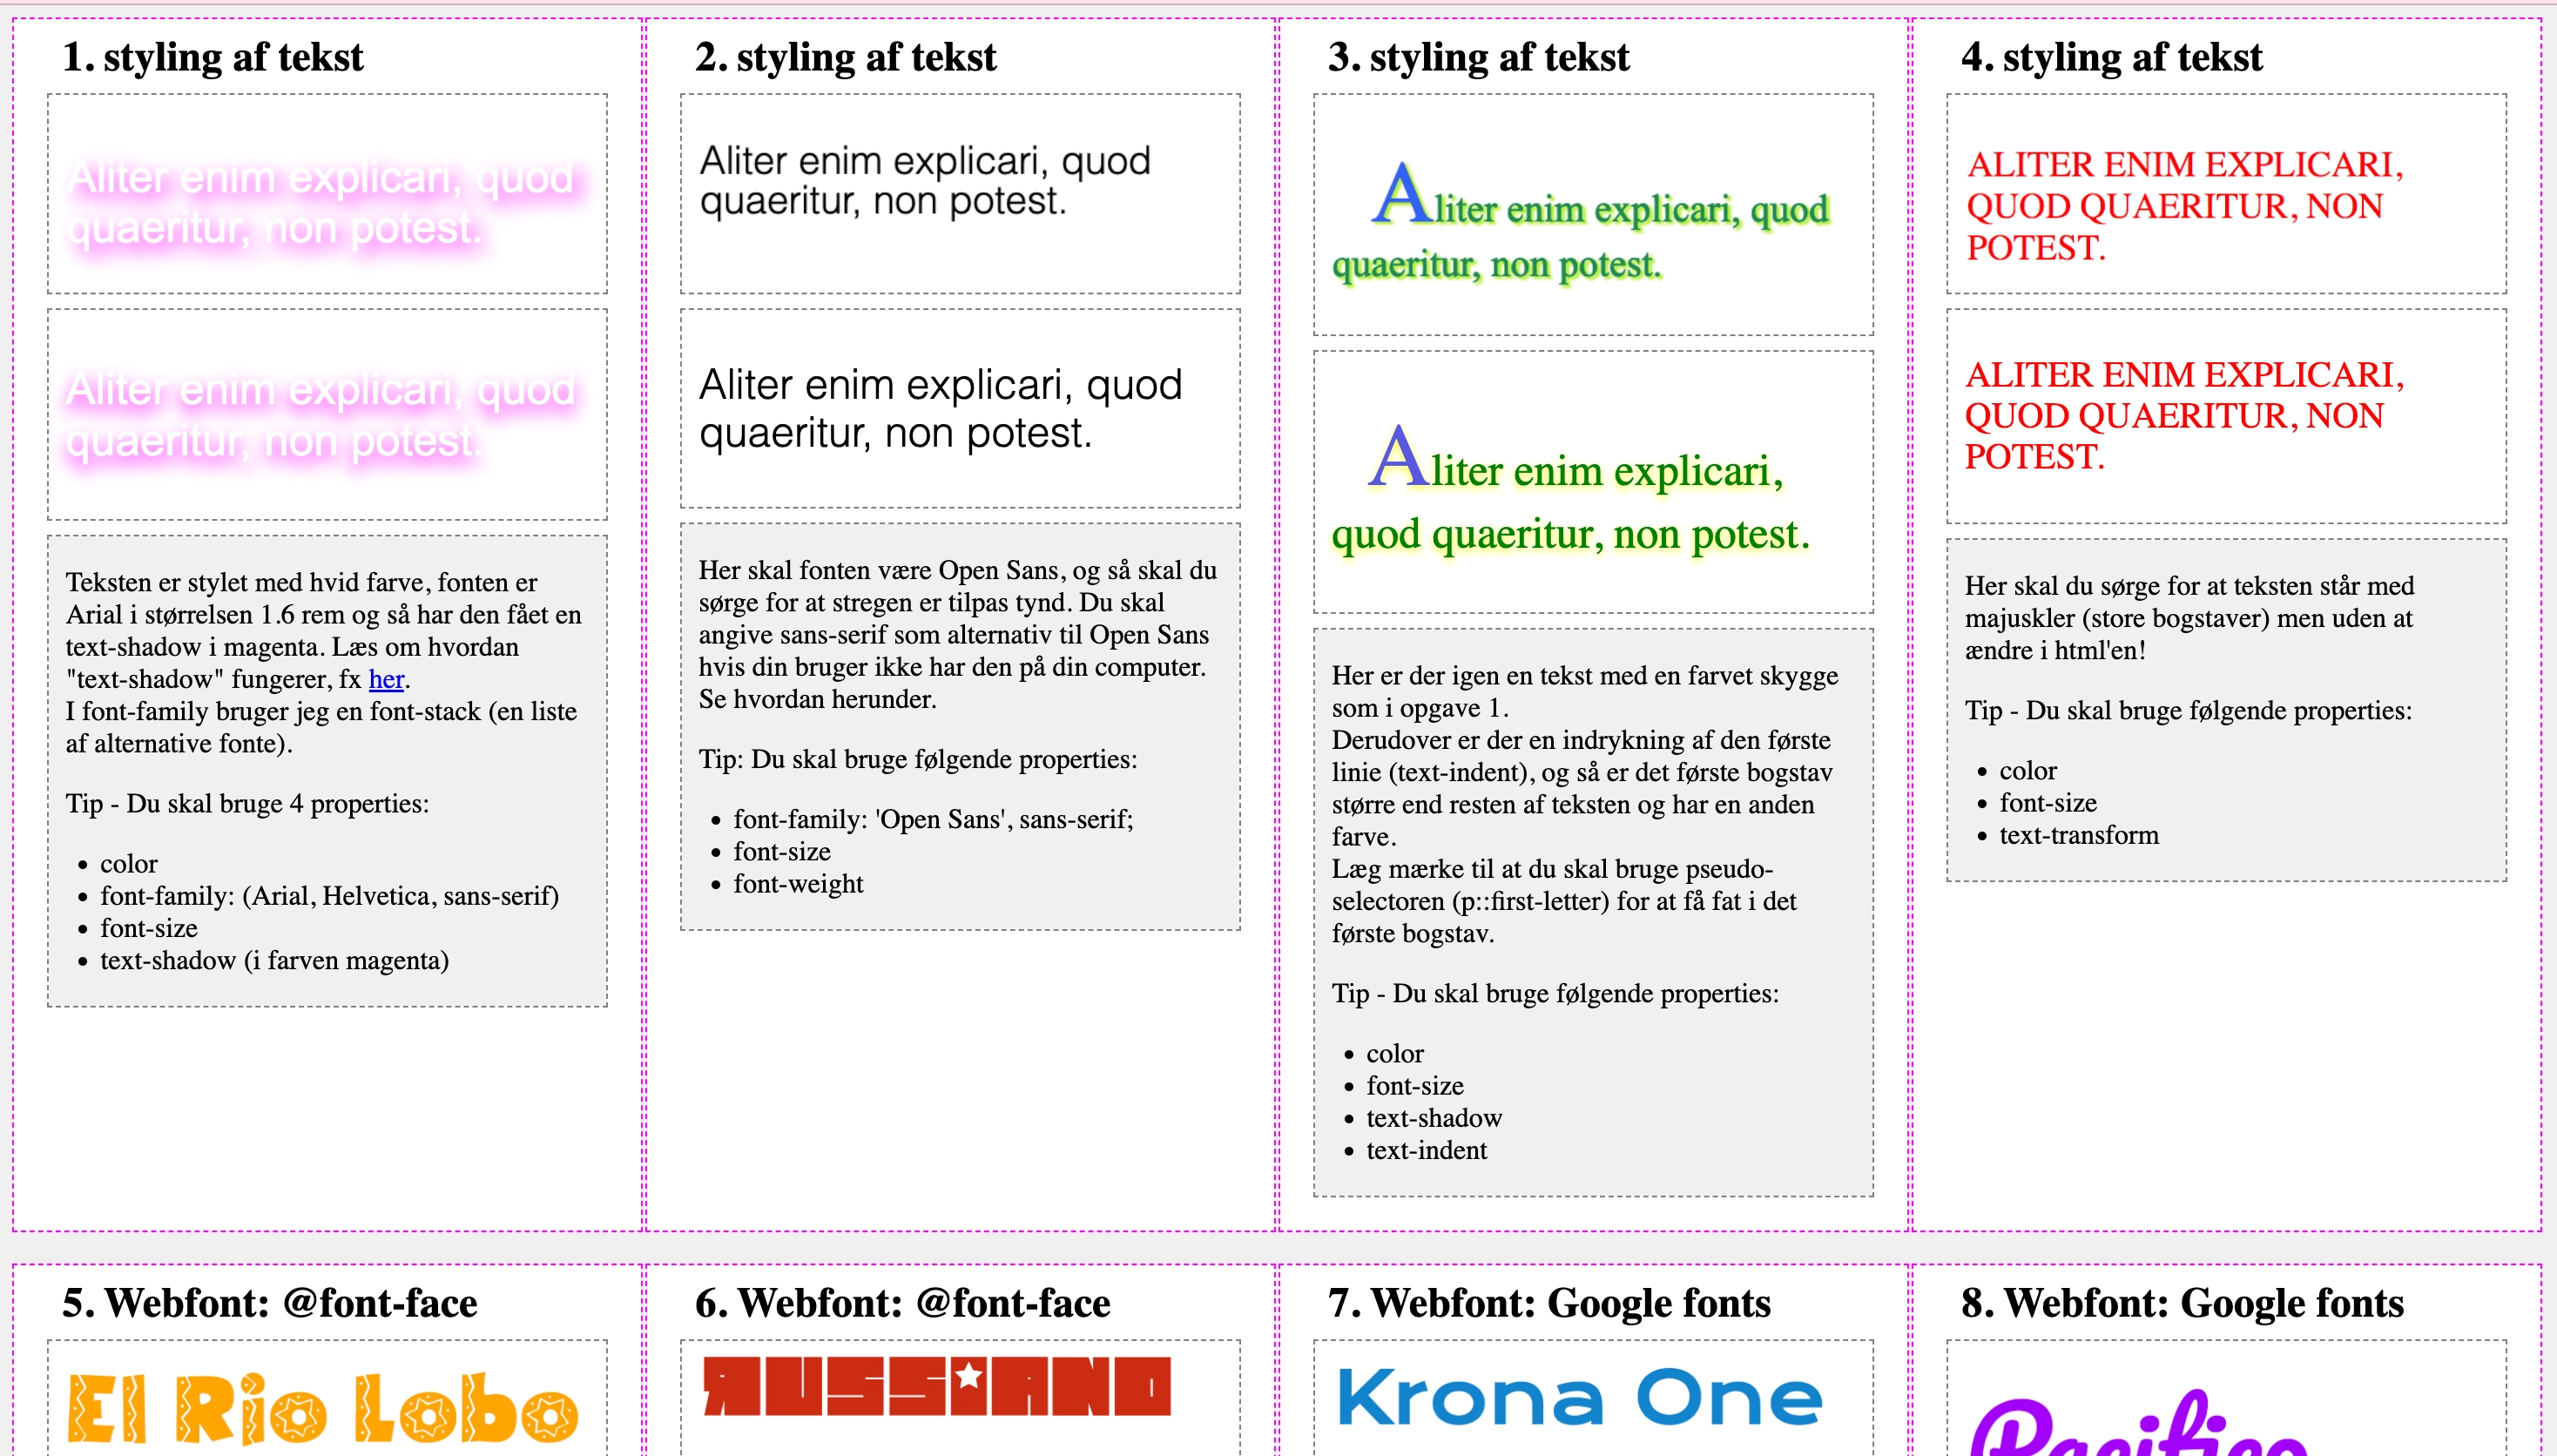 1. styling af tekst
Aliter enim explicari, quod
quaeritur, non potest.
Aliter enim explicari, quod
quaeritur, non potest.
Teksten er stylet med hvid farve, fonten er
Arial i størrelsen 1.6 rem og så har den fået en
text-shadow i magenta. Læs om hvordan
"text-shadow" fungerer, fx her.
I font-family bruger jeg en font-stack (en liste
af alternative fonte).
Tip - Du skal bruge 4 properties:
• color
• font-family: (Arial, Helvetica, sans-serif)
• font-size
• text-shadow (i farven magenta)
2. styling af tekst
Aliter enim explicari, quod
quaeritur, non potest.
Aliter enim explicari, quod
quaeritur, non potest.
Her skal fonten være Open Sans, og så skal du
sørge for at stregen er tilpas tynd. Du skal
angive sans-serif som alternativ til Open Sans
hvis din bruger ikke har den på din computer.
Se hvordan herunder.
Tip: Du skal bruge følgende properties:
• font-family: 'Open Sans', sans-serif;
• font-size
• font-weight
3. styling af tekst
Aliter enim explicari, quod
quaeritur, non potest.
Aliter enim explicari,
quod quaeritur, non potest.
Her er der igen en tekst med en farvet skygge
som i opgave 1.
Derudover er der en indrykning af den første
linie (text-indent), og så er det første bogstav
større end resten af teksten og har en anden
farve.
Læg mærke til at du skal bruge pseudo-
selectoren (p::first-letter) for at få fat i det
første bogstav.
Tip - Du skal bruge følgende properties:
• color
• font-size
• text-shadow
• text-indent
4. styling af tekst
ALITER ENIM EXPLICARI,
QUOD QUAERITUR, NON
POTEST.
ALITER ENIM EXPLICARI,
QUOD QUAERITUR, NON
POTEST.
Her skal du sørge for at teksten står med
majuskler (store bogstaver) men uden at
ændre i html'en!
Tip - Du skal bruge følgende properties:
• color
• font-size
• text-transform
5. Webfont: @font-face
El Rio Lobo
6. Webfont: @font-face
RUSSIAND
7. Webfont: Google fonts
Krona One
8. Webfont: Google fonts
Pacifico